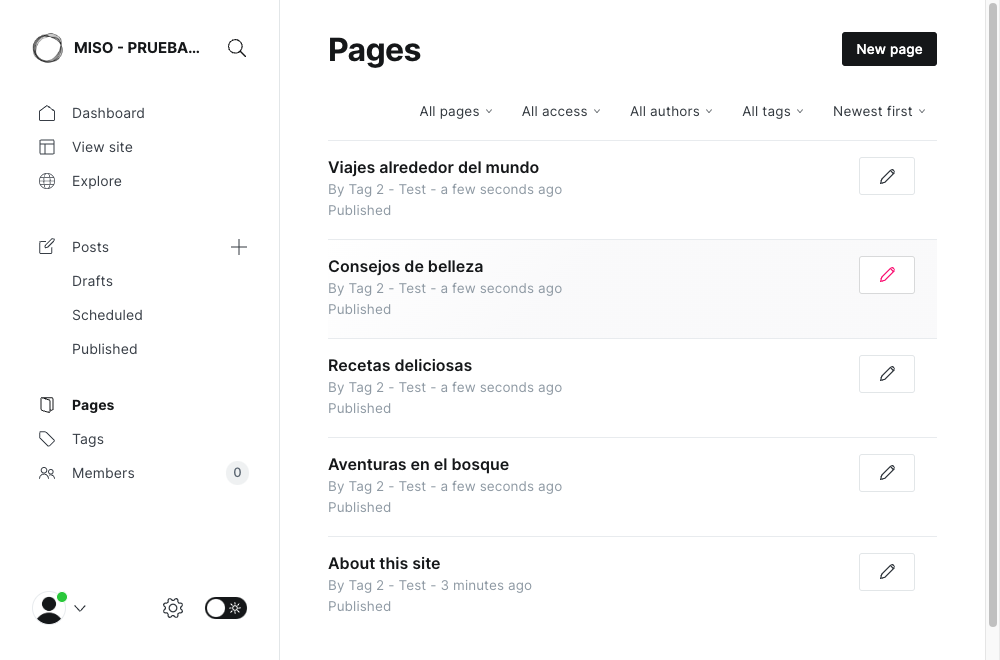 MISO - PRUEBA...
Dashboard
View site
Explore
Posts
Drafts
Scheduled
Published
Pages
Tags
Members 0
Pages
New page
All pages All access All authors All tags Newest first
Viajes alrededor del mundo
By Tag 2 - Test - a few seconds ago
Published
Consejos de belleza
By Tag 2 - Test - a few seconds ago
Published
Recetas deliciosas
By Tag 2 - Test - a few seconds ago
Published
Aventuras en el bosque
By Tag 2 - Test - a few seconds ago
Published
About this site
By Tag 2 - Test - 3 minutes ago
Published